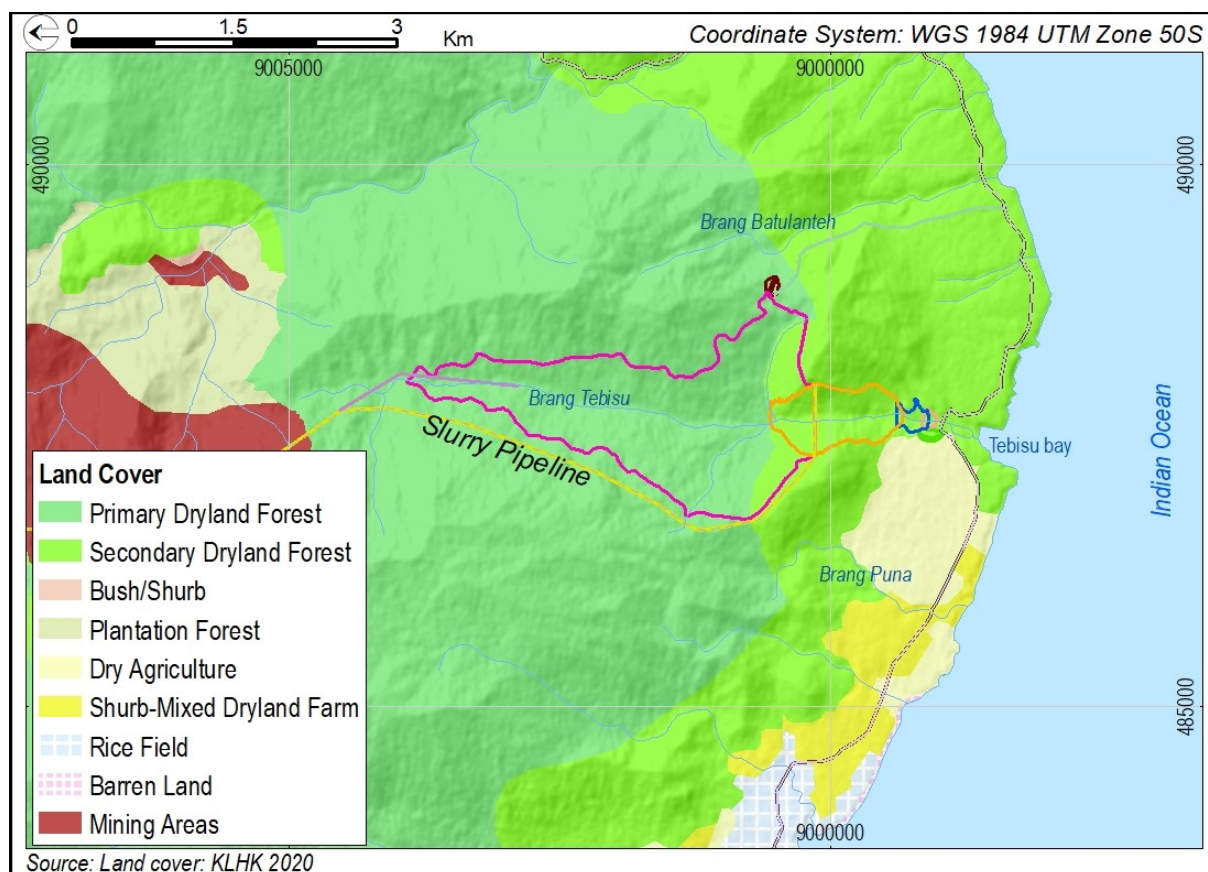 0 1.5 3
Km
Coordinate System: WGS 1984 UTM Zone 50S
9005000
9000000
490000
490000
Brang Batulanteh
Brang Tebisu
Slurry Pipeline
Tebisu bay
Indian Ocean
Brang Puna
Land Cover
Primary Dryland Forest
Secondary Dryland Forest
Bush/Shurb
Plantation Forest
Dry Agriculture
Shurb-Mixed Dryland Farm
Rice Field
Barren Land
Mining Areas
485000
9000000
Source: Land cover: KLHK 2020